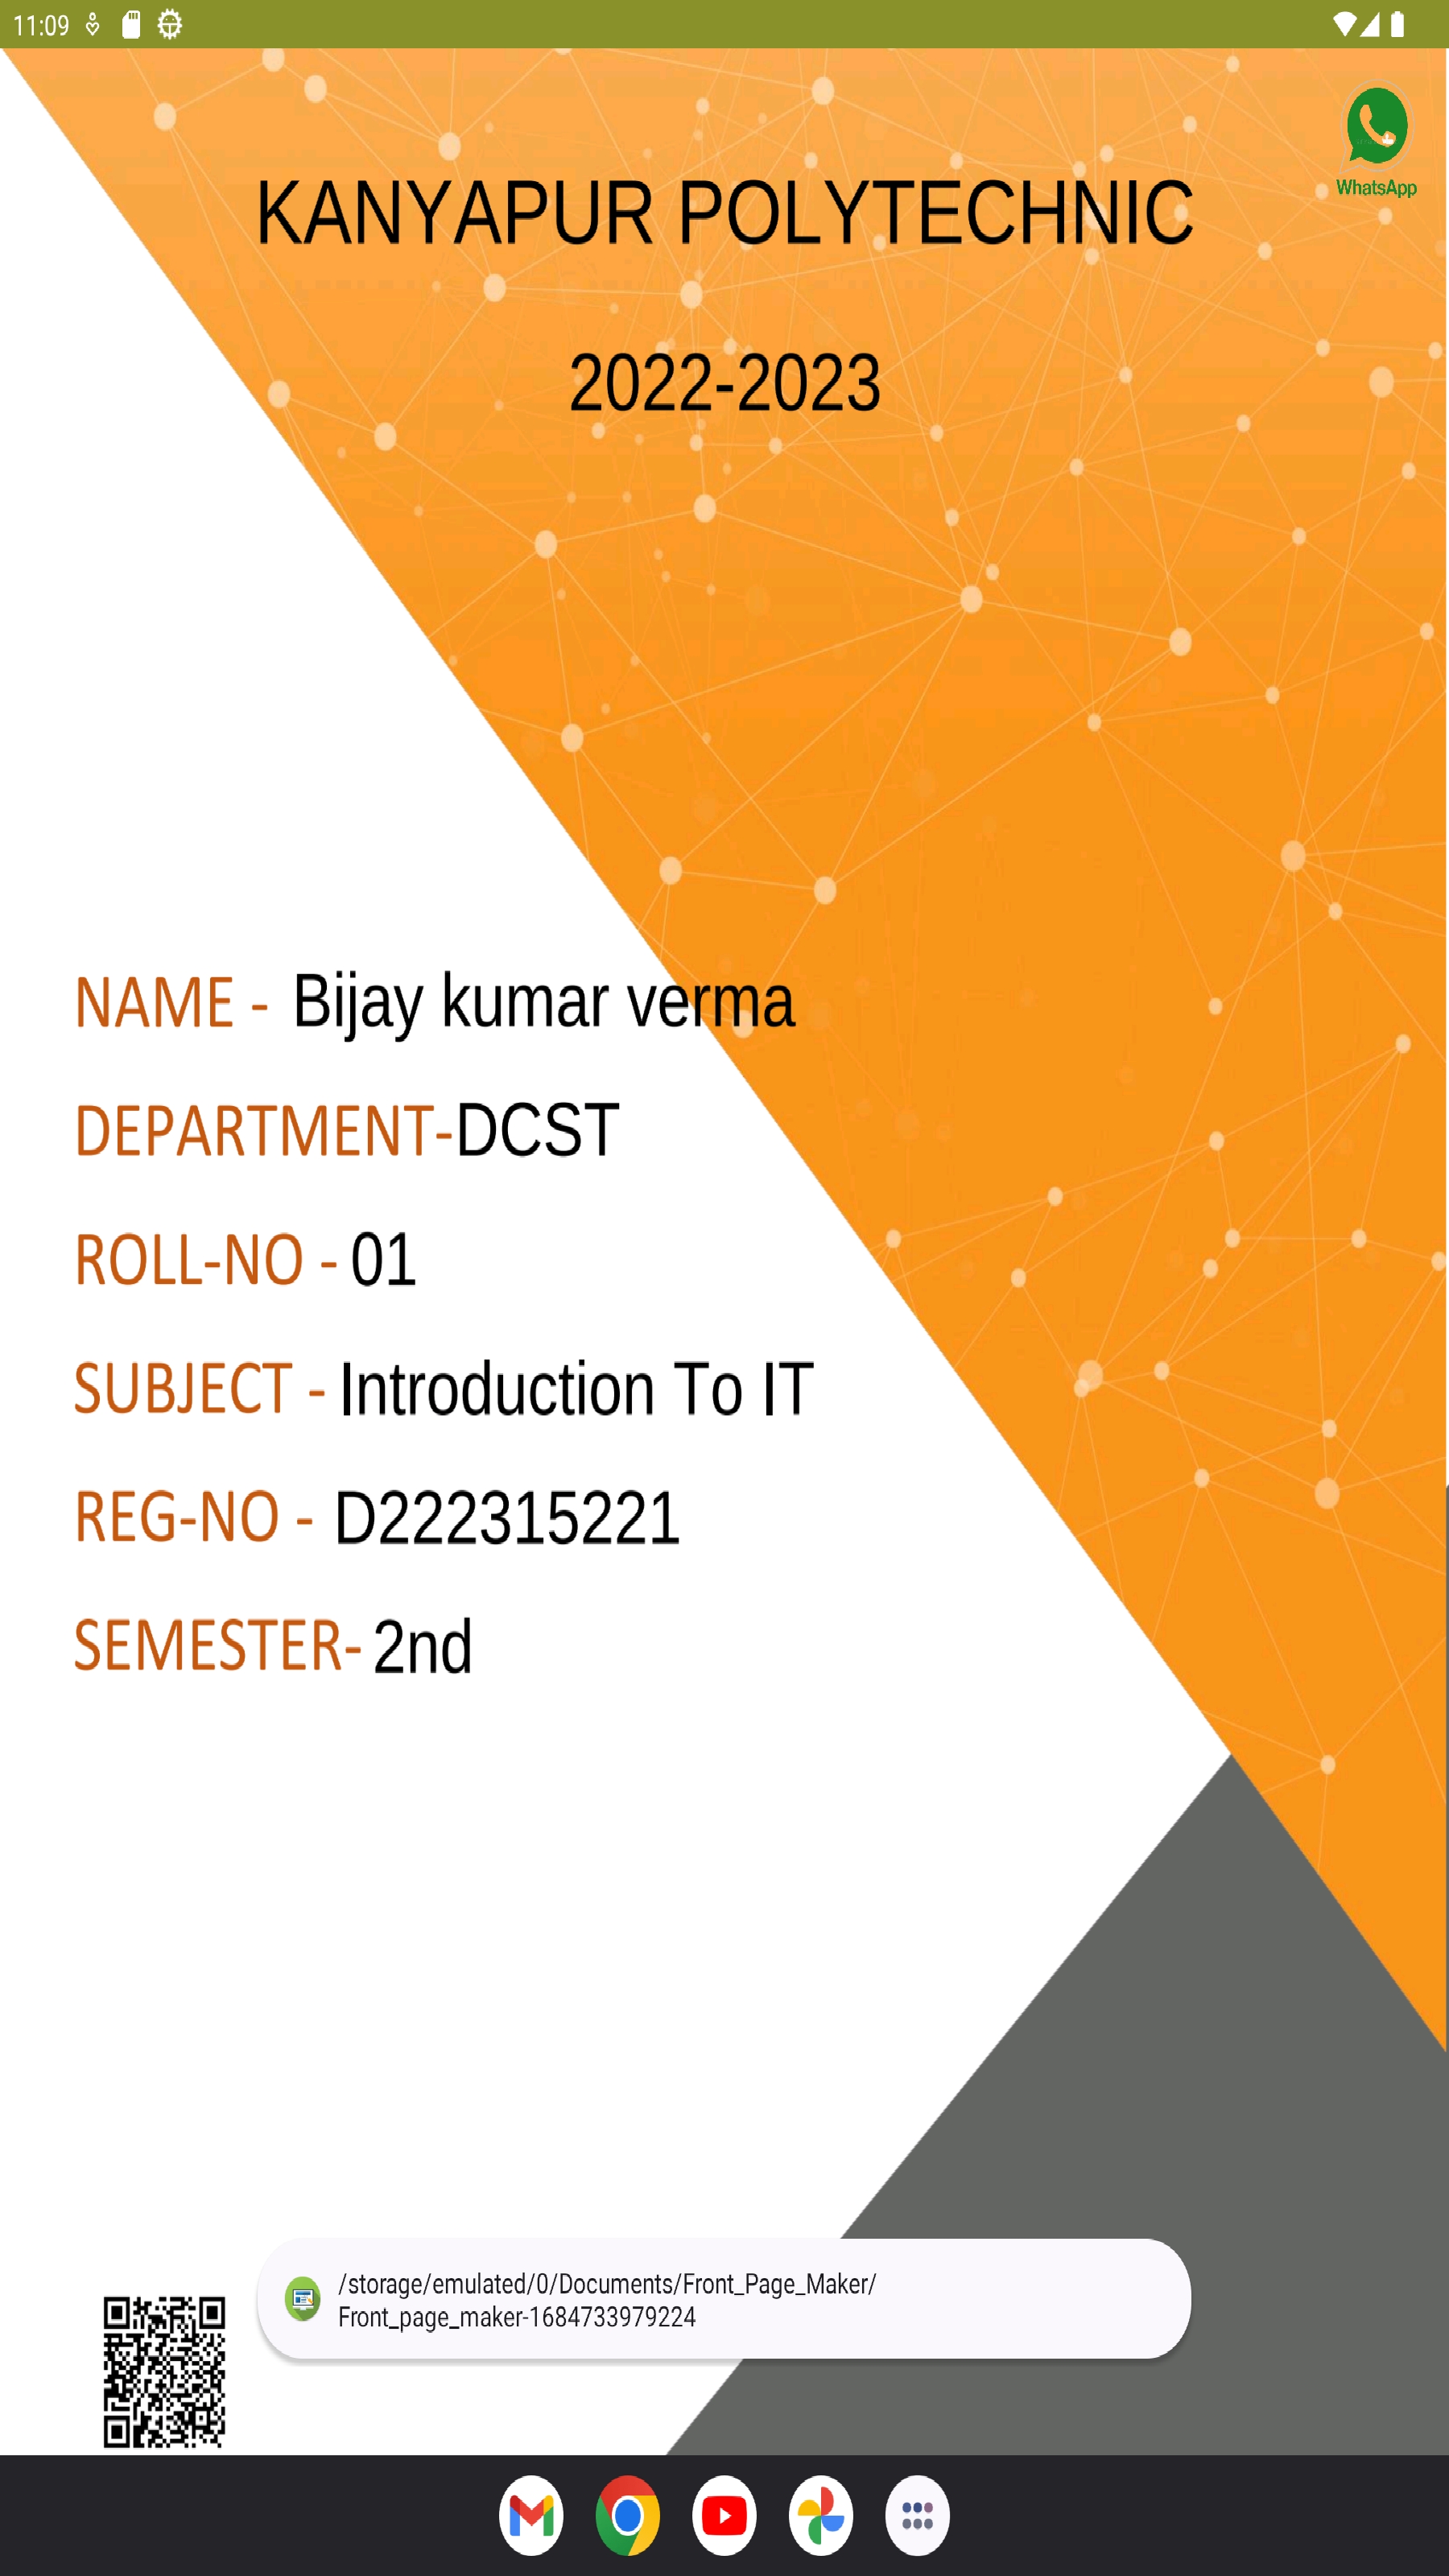 11:09
WhatsApp
KANYAPUR POLYTECHNIC
2022-2023
NAME - Bijay kumar verma
DEPARTMENT-DCST
ROLL-NO - 01
SUBJECT - Introduction To IT
REG-NO - D222315221
SEMESTER- 2nd
/storage/emulated/0/Documents/Front_Page_Maker/
Front_page_maker-1684733979224